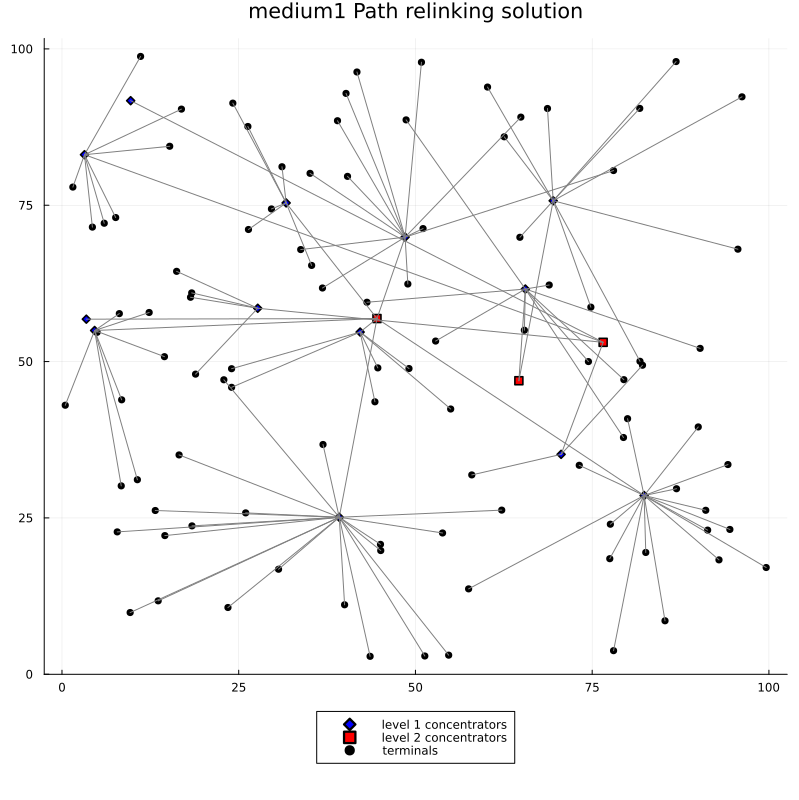 medium1 Path relinking solution
100
75
50
25
0
0 25 50 75 100
level 1 concentrators
level 2 concentrators
terminals